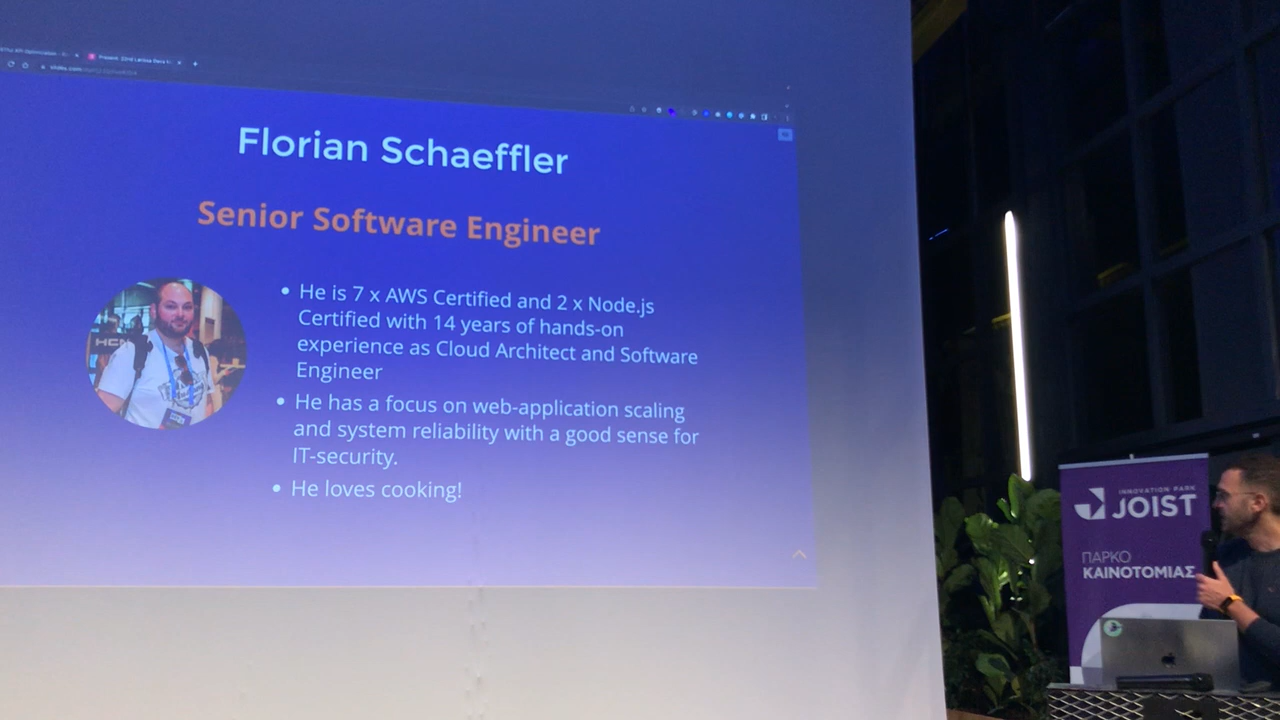 Florian Schaeffler
Senior Software Engineer
• He is 7 x AWS Certified and 2 x Node.js
Certified with 14 years of hands-on
experience as Cloud Architect and Software
Engineer
• He has a focus on web-application scaling
and system reliability with a good sense for
IT-security.
• He loves cooking!
INNOVATION PARK
JOIST
ΠΑΡΚΟ
ΚΑΙΝΟΤΟΜΙΑΣ